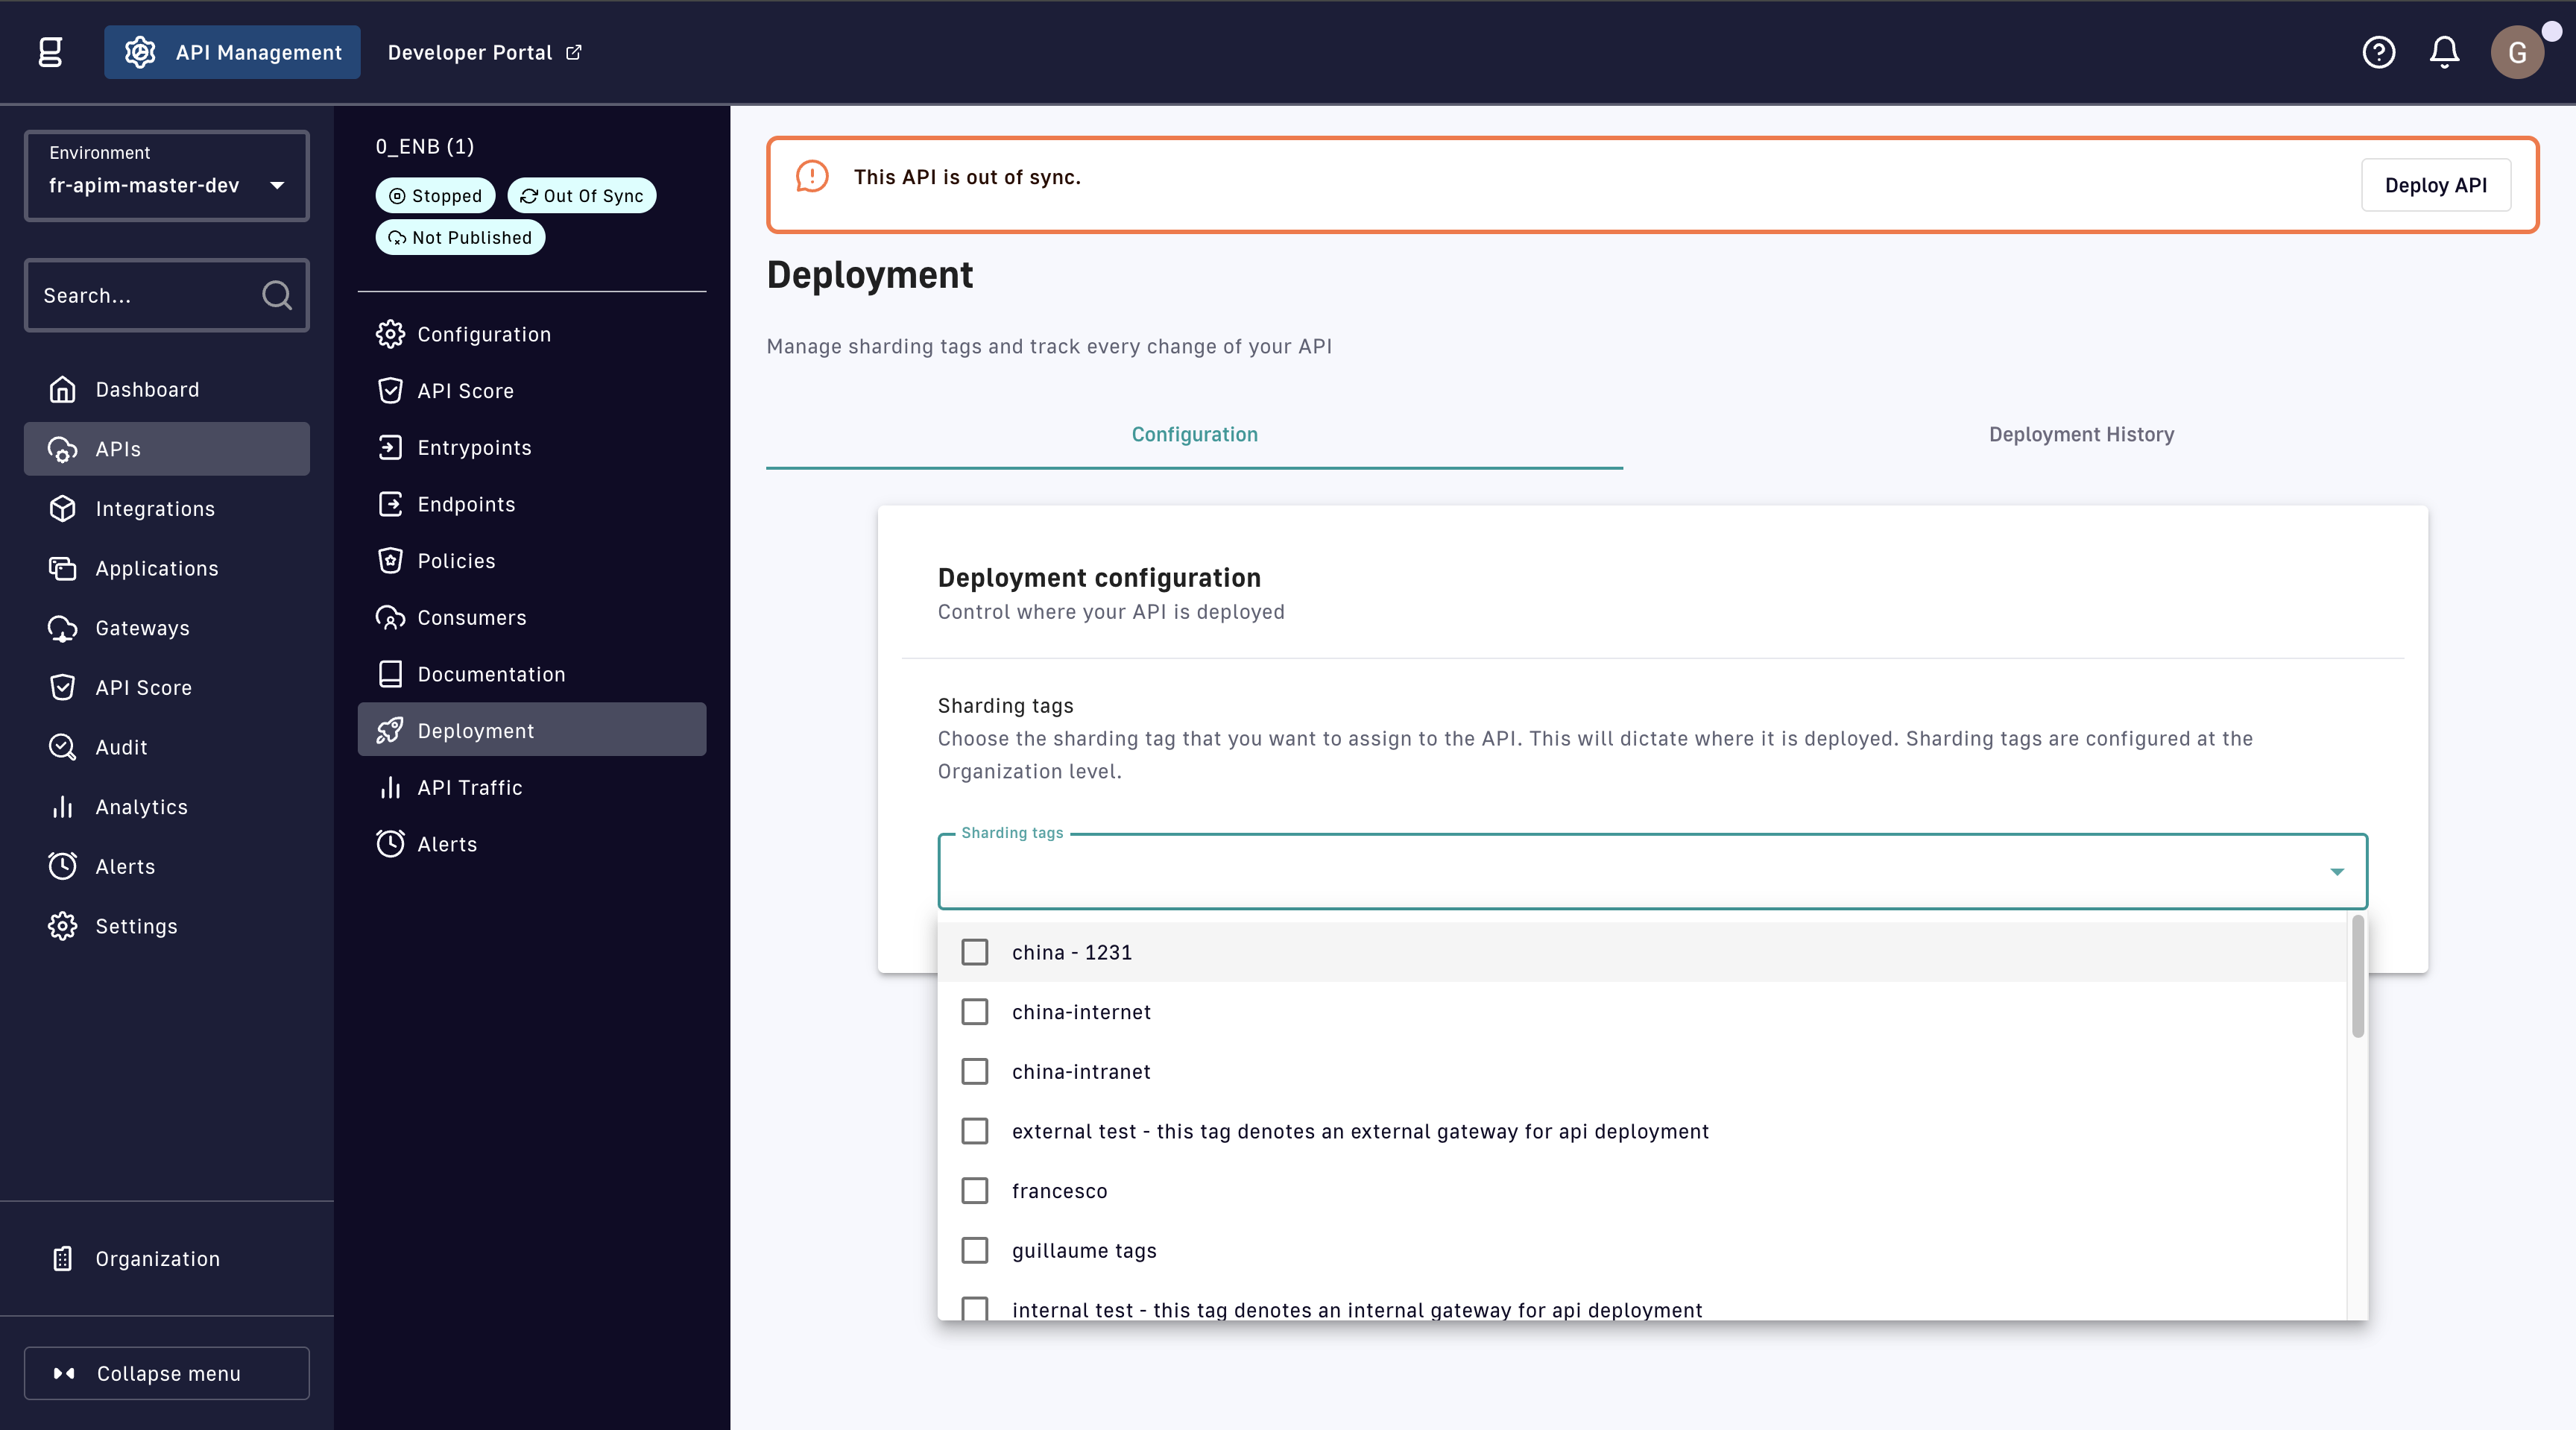 g
API Management
Developer Portal
G
Environment
fr-apim-master-dev
Search...
Dashboard
APIs
Integrations
Applications
Gateways
API Score
Audit
Analytics
Alerts
Settings
Organization
Collapse menu
0_ENB (1)
Stopped
Out Of Sync
Not Published
Configuration
API Score
Entrypoints
Endpoints
Policies
Consumers
Documentation
Deployment
API Traffic
Alerts
This API is out of sync.
Deploy API
Deployment
Manage sharding tags and track every change of your API
Configuration
Deployment History
Deployment configuration
Control where your API is deployed
Sharding tags
Choose the sharding tag that you want to assign to the API. This will dictate where it is deployed. Sharding tags are configured at the
Organization level.
Sharding tags
china - 1231
china-internet
china-intranet
external test - this tag denotes an external gateway for api deployment
francesco
guillaume tags
internal test - this tag denotes an internal gateway for api deployment